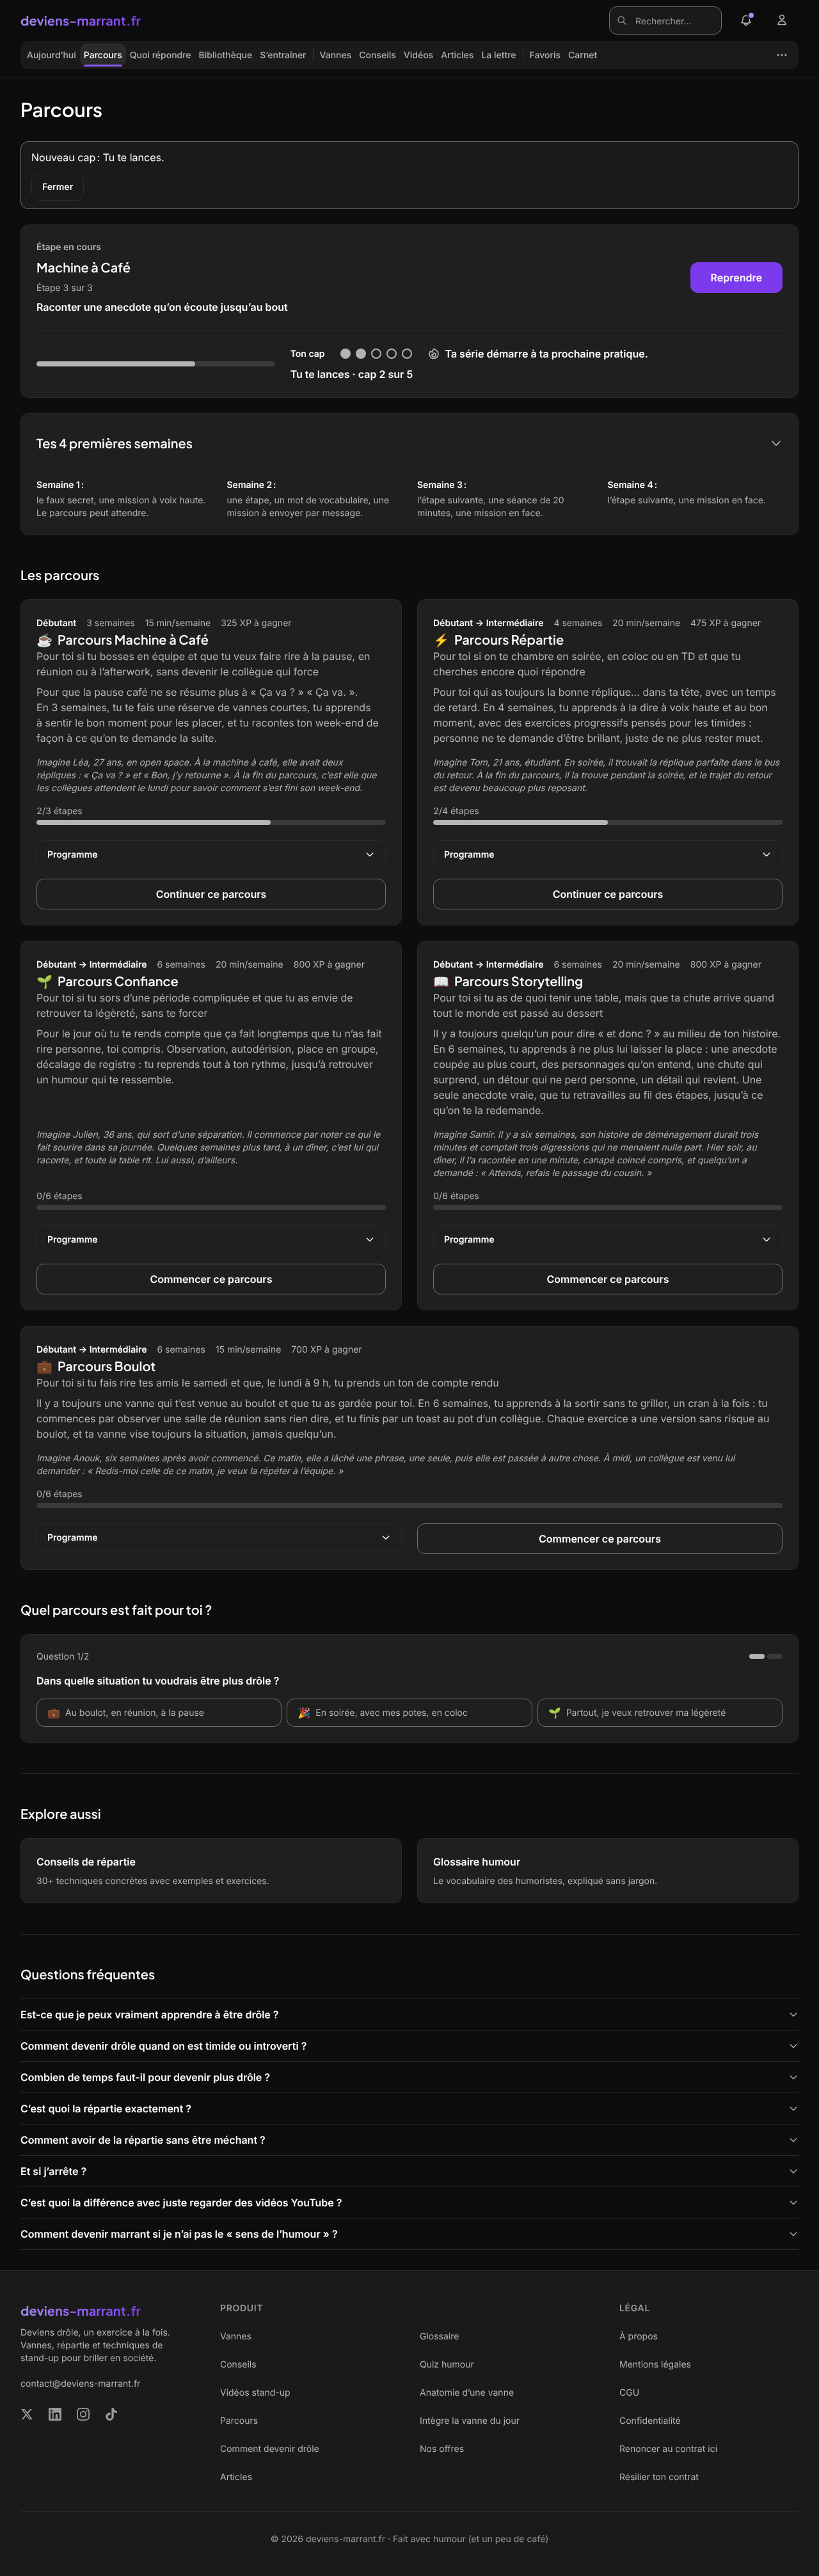 deviens-marrant.fr
Rechercher...
Aujourd’hui Parcours Quoi répondre Bibliothèque S’entraîner Vannes Conseils Vidéos Articles La lettre Favoris Carnet
Parcours
Nouveau cap : Tu te lances.
Fermer
Étape en cours
Machine à Café
Étape 3 sur 3
Raconter une anecdote qu’on écoute jusqu’au bout
Reprendre
Ton cap
Ta série démarre à ta prochaine pratique.
Tu te lances · cap 2 sur 5
Tes 4 premières semaines
Semaine 1 :
le faux secret, une mission à voix haute.
Le parcours peut attendre.
Semaine 2 :
une étape, un mot de vocabulaire, une
mission à envoyer par message.
Semaine 3 :
l’étape suivante, une séance de 20
minutes, une mission en face.
Semaine 4 :
l’étape suivante, une mission en face.
Les parcours
Débutant 3 semaines 15 min/semaine 325 XP à gagner
☕ Parcours Machine à Café
Pour toi si tu bosses en équipe et que tu veux faire rire à la pause, en
réunion ou à l’afterwork, sans devenir le collègue qui force
Pour que la pause café ne se résume plus à « Ça va ? » « Ça va. ».
En 3 semaines, tu te fais une réserve de vannes courtes, tu apprends
à sentir le bon moment pour les placer, et tu racontes ton week-end de
façon à ce qu’on te demande la suite.
Imagine Léa, 27 ans, en open space. À la machine à café, elle avait deux
répliques : « Ça va ? » et « Bon, j’y retourne ». À la fin du parcours, c’est elle que
les collègues attendent le lundi pour savoir comment s’est fini son week-end.
2/3 étapes
Programme
Continuer ce parcours
Débutant → Intermédiaire 4 semaines 20 min/semaine 475 XP à gagner
⚡ Parcours Répartie
Pour toi si on te chambre en soirée, en coloc ou en TD et que tu
cherches encore quoi répondre
Pour toi qui as toujours la bonne réplique… dans ta tête, avec un temps
de retard. En 4 semaines, tu apprends à la dire à voix haute et au bon
moment, avec des exercices progressifs pensés pour les timides :
personne ne te demande d’être brillant, juste de ne plus rester muet.
Imagine Tom, 21 ans, étudiant. En soirée, il trouvait la réplique parfaite dans le bus
du retour. À la fin du parcours, il la trouve pendant la soirée, et le trajet du retour
est devenu beaucoup plus reposant.
2/4 étapes
Programme
Continuer ce parcours
Débutant → Intermédiaire 6 semaines 20 min/semaine 800 XP à gagner
🌱 Parcours Confiance
Pour toi si tu sors d’une période compliquée et que tu as envie de
retrouver ta légèreté, sans te forcer
Pour le jour où tu te rends compte que ça fait longtemps que tu n’as fait
rire personne, toi compris. Observation, autodérision, place en groupe,
décalage de registre : tu reprends tout à ton rythme, jusqu’à retrouver
un humour qui te ressemble.
Imagine Julien, 36 ans, qui sort d’une séparation. Il commence par noter ce qui le
fait sourire dans sa journée. Quelques semaines plus tard, à un dîner, c’est lui qui
raconte, et toute la table rit. Lui aussi, d’ailleurs.
0/6 étapes
Programme
Commencer ce parcours
Débutant → Intermédiaire 6 semaines 20 min/semaine 800 XP à gagner
📖 Parcours Storytelling
Pour toi si tu as de quoi tenir une table, mais que ta chute arrive quand
tout le monde est passé au dessert
Il y a toujours quelqu’un pour dire « et donc ? » au milieu de ton histoire.
En 6 semaines, tu apprends à ne plus lui laisser la place : une anecdote
coupée au plus court, des personnages qu’on entend, une chute qui
surprend, un détour qui ne perd personne, un détail qui revient. Une
seule anecdote vraie, que tu retravailles au fil des étapes, jusqu’à ce
qu’on te la redemande.
Imagine Samir. Il y a six semaines, son histoire de déménagement durait trois
minutes et comptait trois digressions qui ne menaient nulle part. Hier soir, au
dîner, il l’a racontée en une minute, canapé coincé compris, et quelqu’un a
demandé : « Attends, refais le passage du cousin. »
0/6 étapes
Programme
Commencer ce parcours
Débutant → Intermédiaire 6 semaines 15 min/semaine 700 XP à gagner
💼 Parcours Boulot
Pour toi si tu fais rire tes amis le samedi et que, le lundi à 9 h, tu prends un ton de compte rendu
Il y a toujours une vanne qui t’est venue au boulot et que tu as gardée pour toi. En 6 semaines, tu apprends à la sortir sans te griller, un cran à la fois : tu
commences par observer une salle de réunion sans rien dire, et tu finis par un toast au pot d’un collègue. Chaque exercice a une version sans risque au
boulot, et ta vanne vise toujours la situation, jamais quelqu’un.
Imagine Anouk, six semaines après avoir commencé. Ce matin, elle a lâché une phrase, une seule, puis elle est passée à autre chose. À midi, un collègue est venu lui
demander : « Redis-moi celle de ce matin, je veux la répéter à l’équipe. »
0/6 étapes
Programme
Commencer ce parcours
Quel parcours est fait pour toi ?
Question 1/2
Dans quelle situation tu voudrais être plus drôle ?
💼 Au boulot, en réunion, à la pause
🎉 En soirée, avec mes potes, en coloc
🌱 Partout, je veux retrouver ma légèreté
Explore aussi
Conseils de répartie
30+ techniques concrètes avec exemples et exercices.
Glossaire humour
Le vocabulaire des humoristes, expliqué sans jargon.
Questions fréquentes
Est-ce que je peux vraiment apprendre à être drôle ?
Comment devenir drôle quand on est timide ou introverti ?
Combien de temps faut-il pour devenir plus drôle ?
C’est quoi la répartie exactement ?
Comment avoir de la répartie sans être méchant ?
Et si j’arrête ?
C’est quoi la différence avec juste regarder des vidéos YouTube ?
Comment devenir marrant si je n’ai pas le « sens de l’humour » ?
deviens-marrant.fr
Deviens drôle, un exercice à la fois.
Vannes, répartie et techniques de
stand-up pour briller en société.
contact@deviens-marrant.fr
PRODUIT
Vannes
Conseils
Vidéos stand-up
Parcours
Comment devenir drôle
Articles
Glossaire
Quiz humour
Anatomie d’une vanne
Intègre la vanne du jour
Nos offres
LÉGAL
À propos
Mentions légales
CGU
Confidentialité
Renoncer au contrat ici
Résilier ton contrat
© 2026 deviens-marrant.fr · Fait avec humour (et un peu de café)